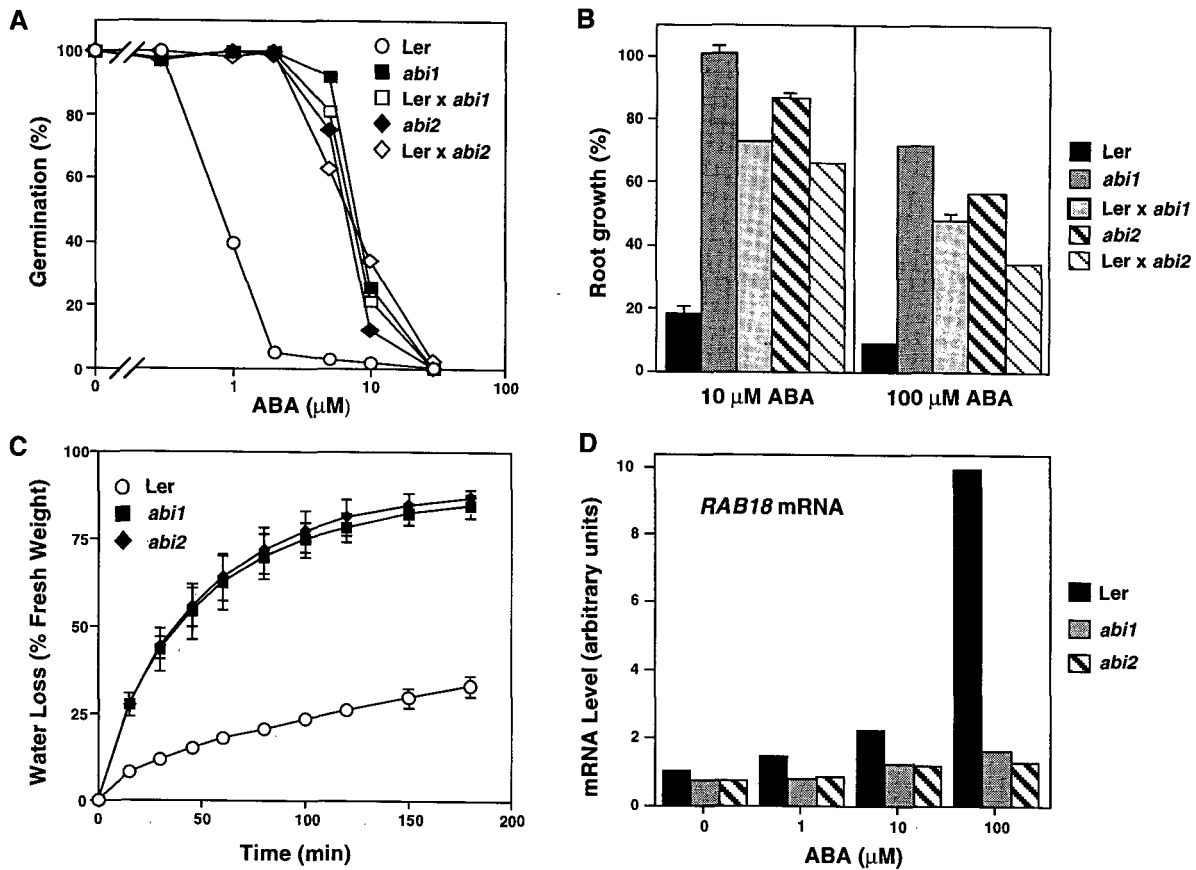 A
Germination (%)
100
80
60
40
20
0
0
1
10
100
ABA (µM)
Ler
abi1
Ler x abi1
abi2
Ler x abi2
B
Root growth (%)
100
80
60
40
20
0
10 µM ABA
100 µM ABA
Ler
abi1
Ler x abi1
abi2
Ler x abi2
C
Water Loss (% Fresh Weight)
100
75
50
25
0
0
50
100
150
200
Time (min)
Ler
abi1
abi2
D
RAB18 mRNA
mRNA Level (arbitrary units)
10
8
6
4
2
0
0
1
10
100
ABA (µM)
Ler
abi1
abi2